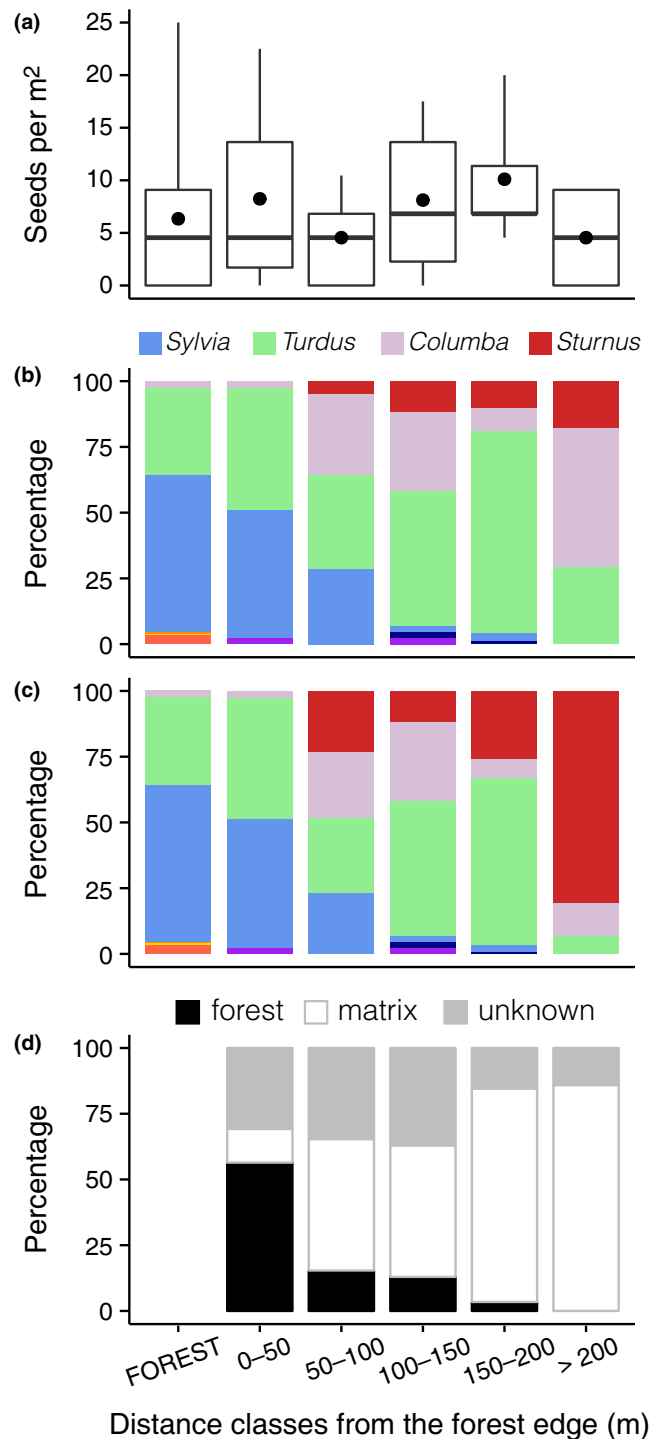 (a)
Seeds per m²
25
20
15
10
5
0
Sylvia Turdus Columba Sturnus
(b)
Percentage
100
75
50
25
0
(c)
Percentage
100
75
50
25
0
forest matrix unknown
(d)
Percentage
100
75
50
25
0
FOREST 0–50 50–100 100–150 150–200 > 200
Distance classes from the forest edge (m)